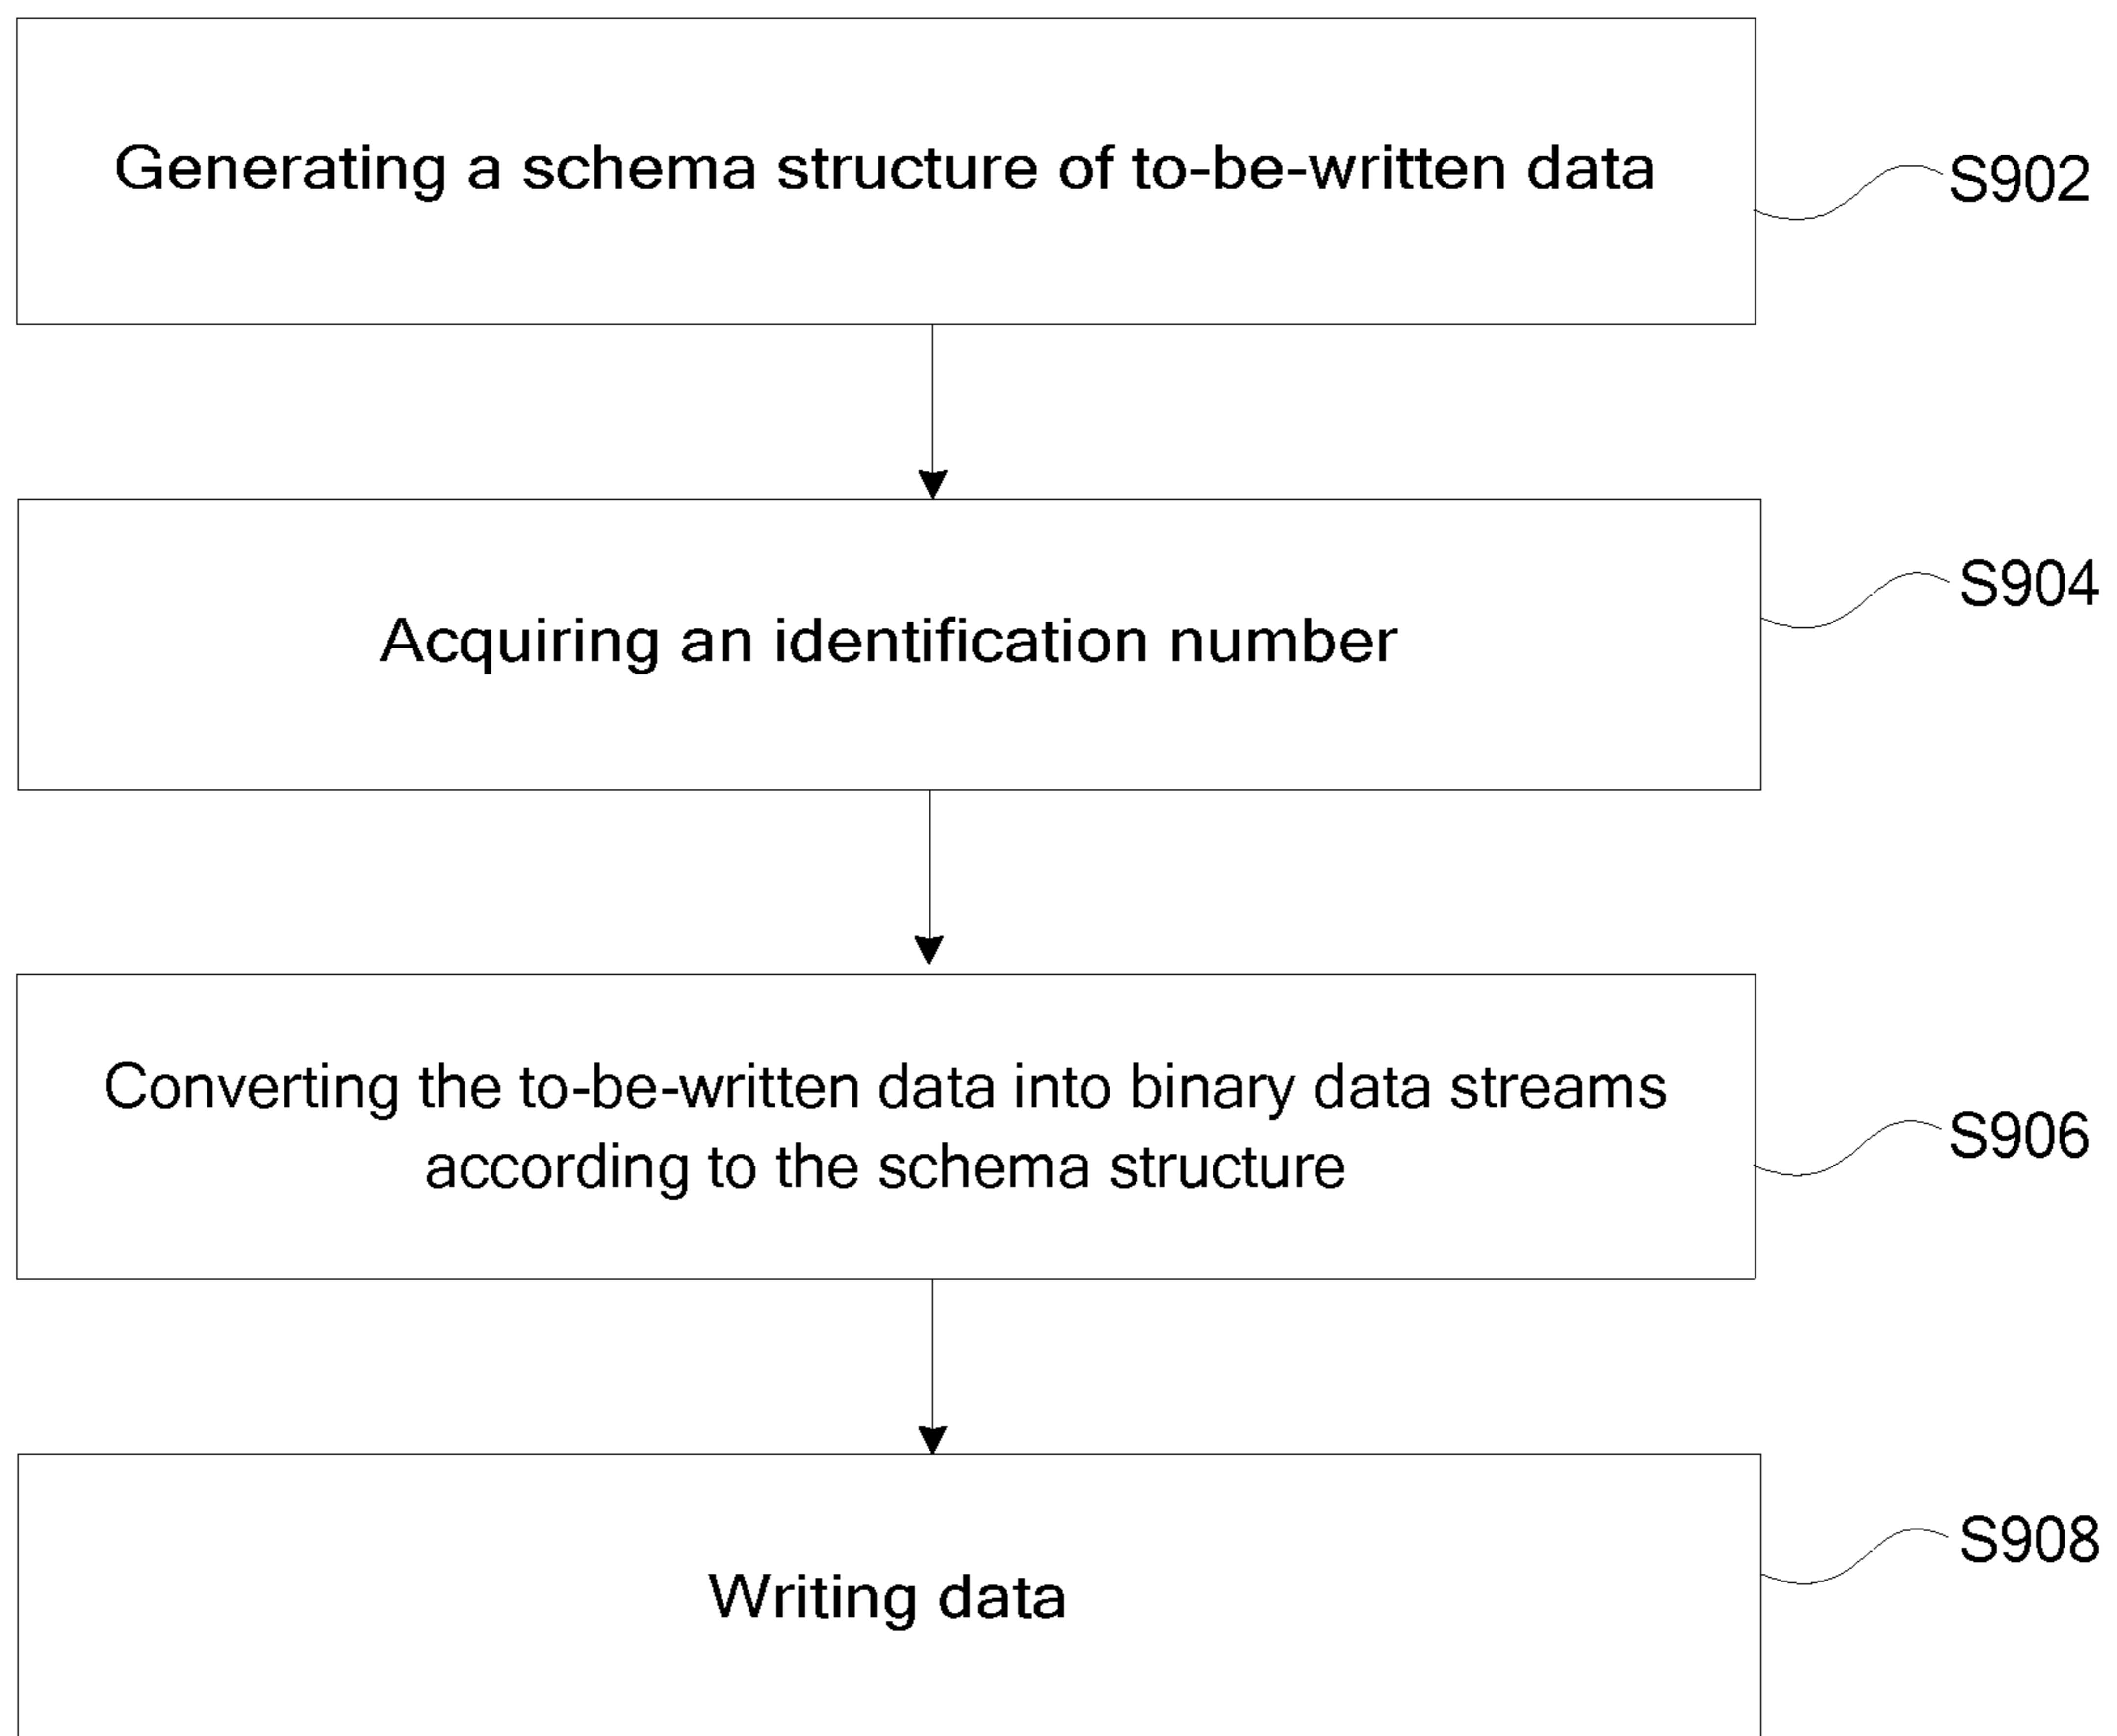 Generating a schema structure of to-be-written data
S902
Acquiring an identification number
S904
Converting the to-be-written data into binary data streams
according to the schema structure
S906
Writing data
S908